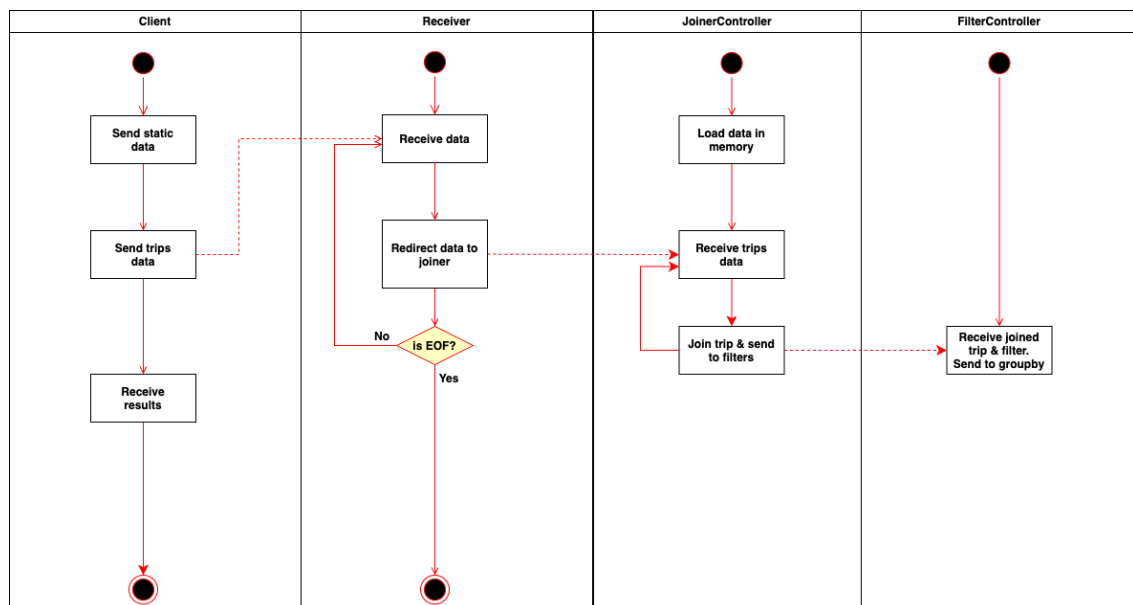 Client
Receiver
JoinerController
FilterController
Send static
data
Receive data
Load data in
memory
Send trips
data
Redirect data to
joiner
Receive trips
data
No
is EOF?
Yes
Join trip & send
to filters
Receive joined
trip & filter.
Send to groupby
Receive
results